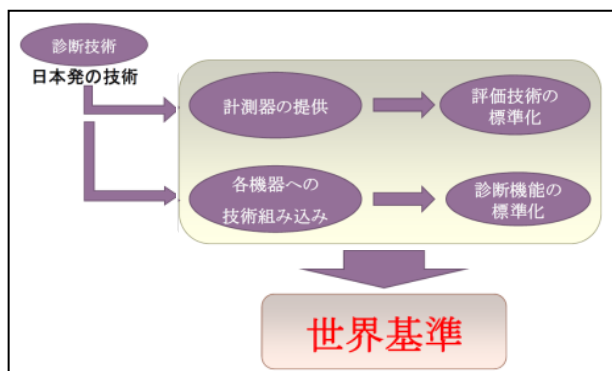 診断技術
日本発の技術
計測器の提供
評価技術の
標準化
各機器への
技術組み込み
診断機能の
標準化
世界基準